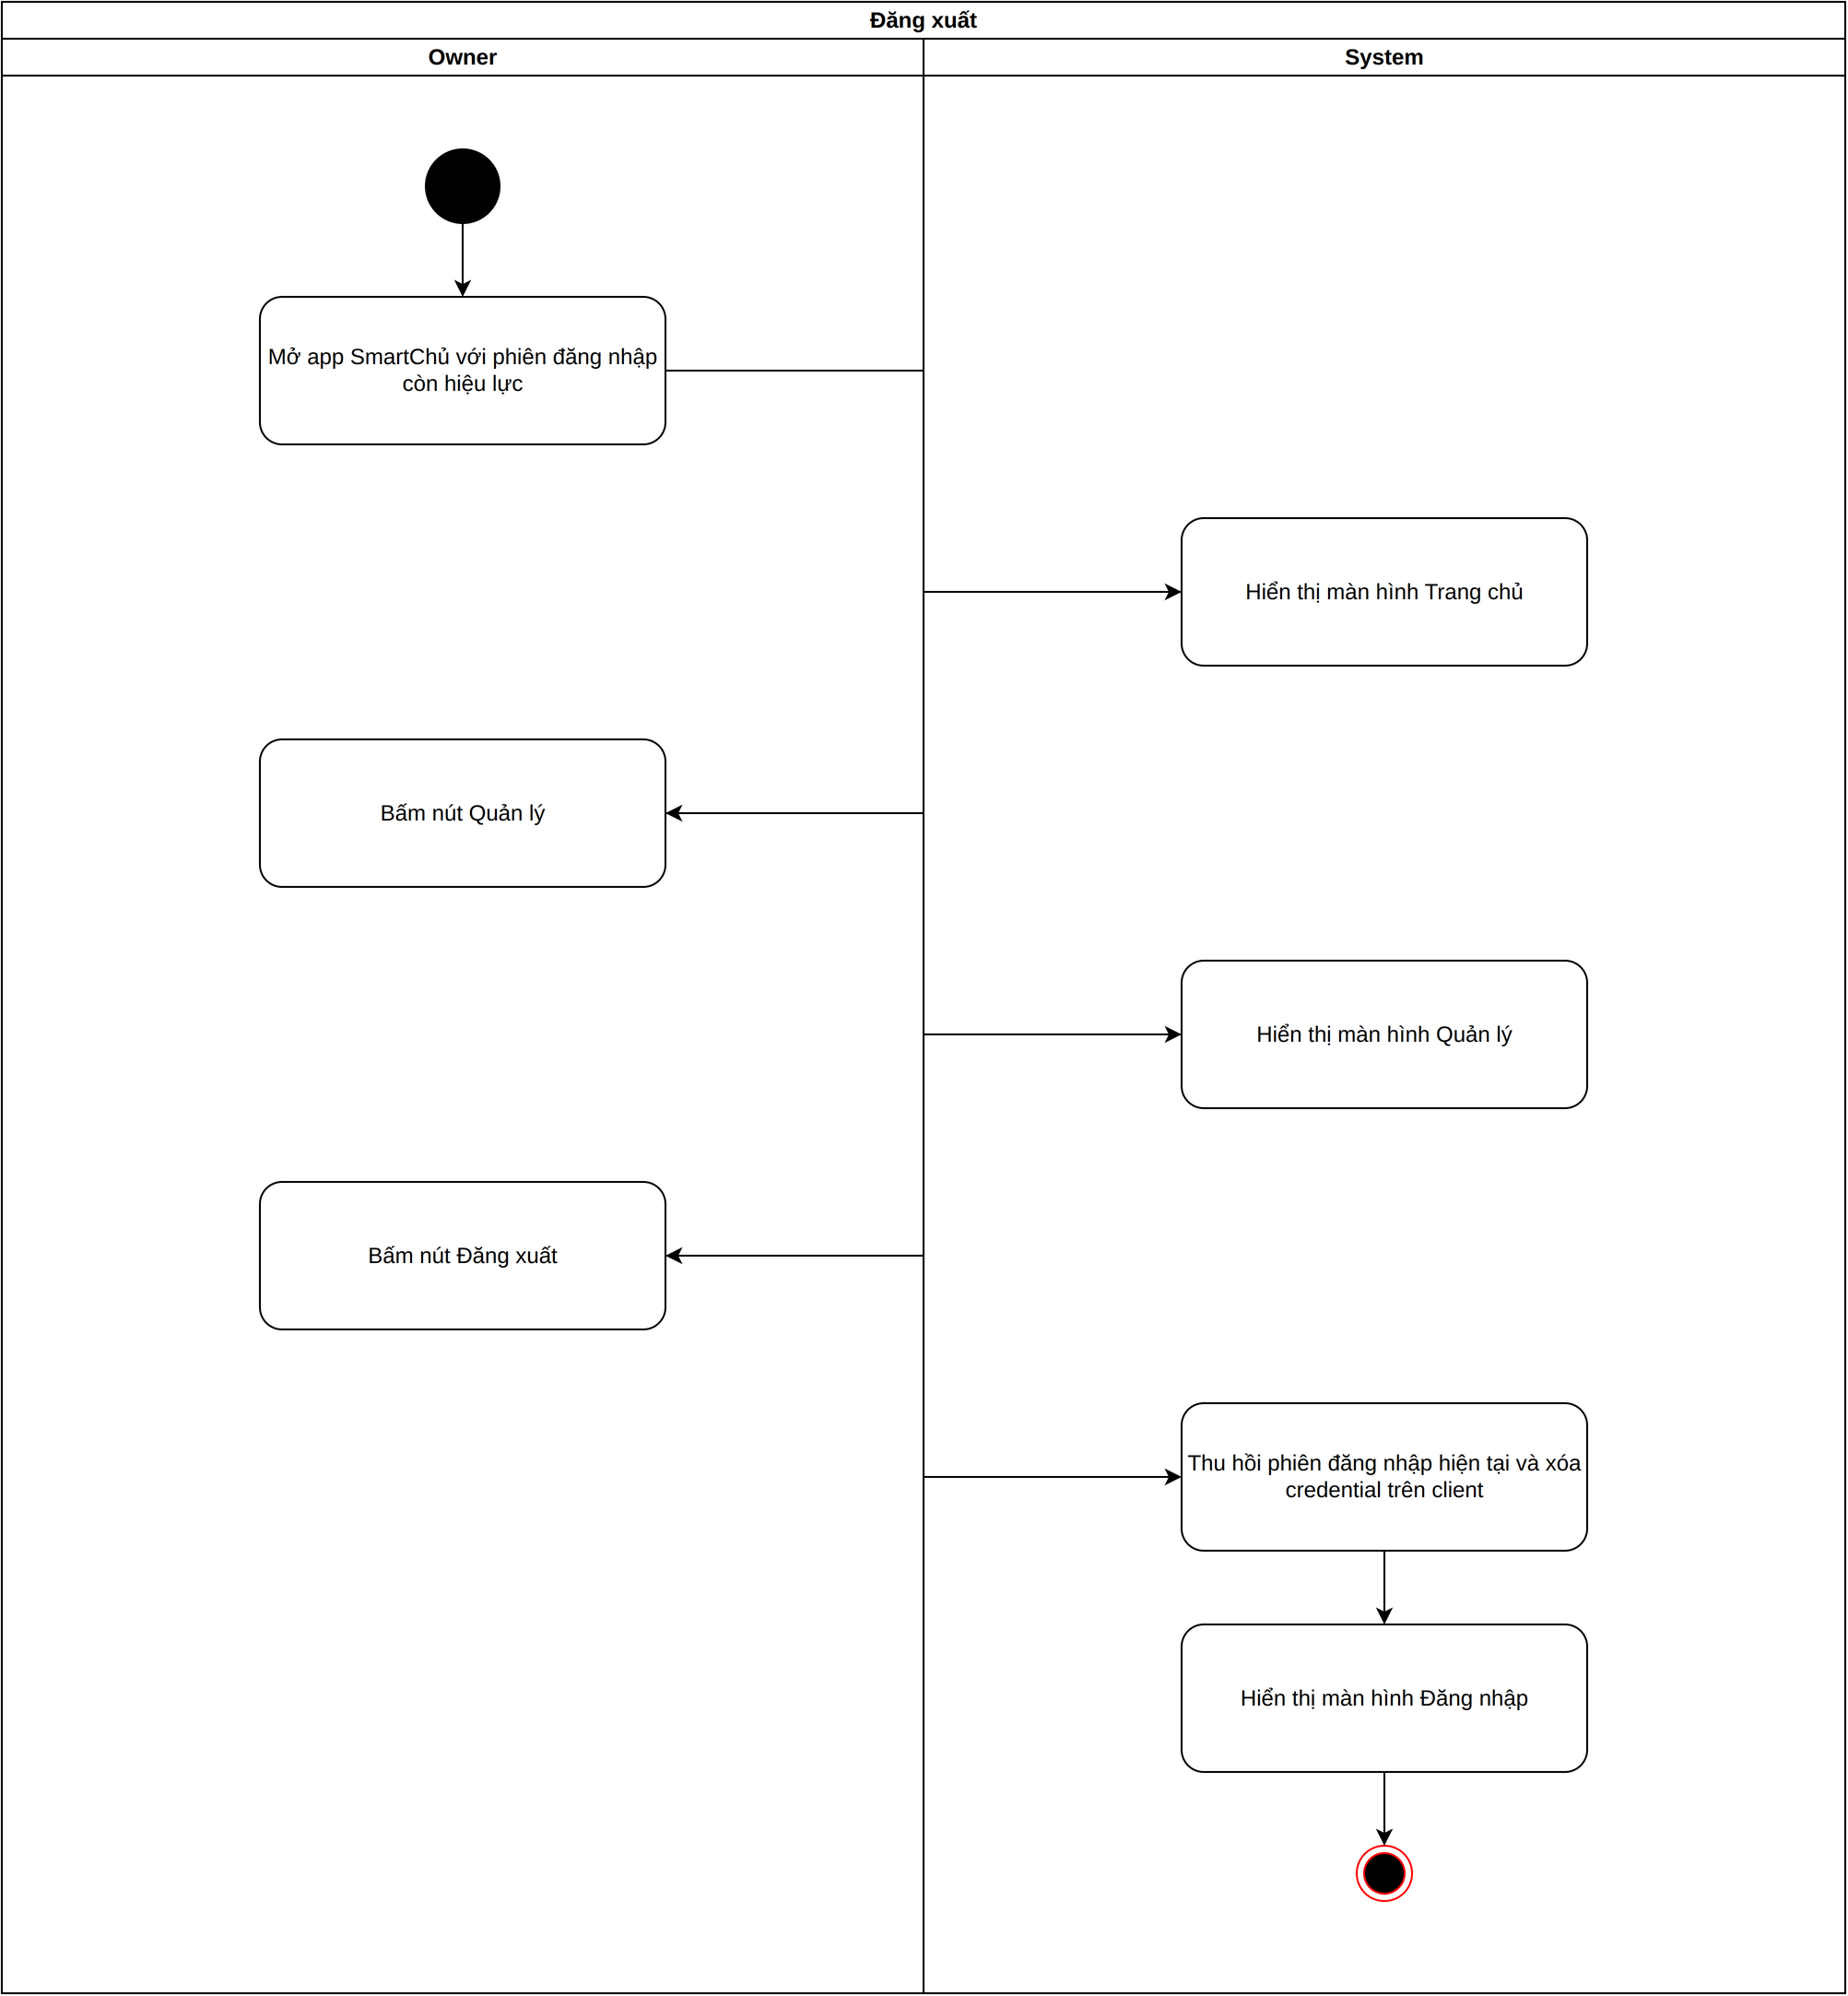 Đăng xuất
Owner
System
Mở app SmartChủ với phiên đăng nhập
còn hiệu lực
Hiển thị màn hình Trang chủ
Bấm nút Quản lý
Hiển thị màn hình Quản lý
Bấm nút Đăng xuất
Thu hồi phiên đăng nhập hiện tại và xóa
credential trên client
Hiển thị màn hình Đăng nhập